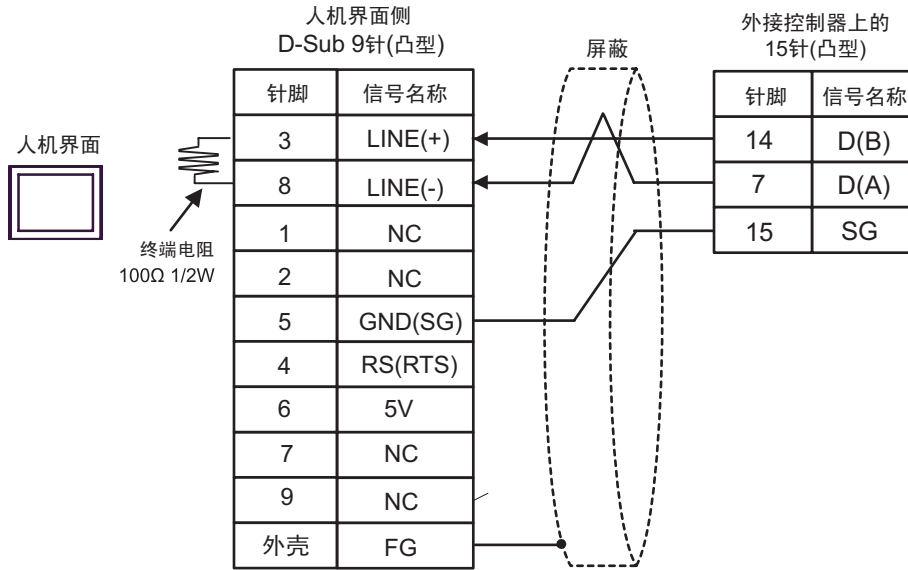 人机界面侧
D-Sub 9针(凸型)
屏蔽
外接控制器上的
15针(凸型)
人机界面
针脚 信号名称
3 LINE(+)
8 LINE(-)
1 NC
2 NC
5 GND(SG)
4 RS(RTS)
6 5V
7 NC
9 NC
外壳 FG
终端电阻
100Ω 1/2W
针脚 信号名称
14 D(B)
7 D(A)
15 SG